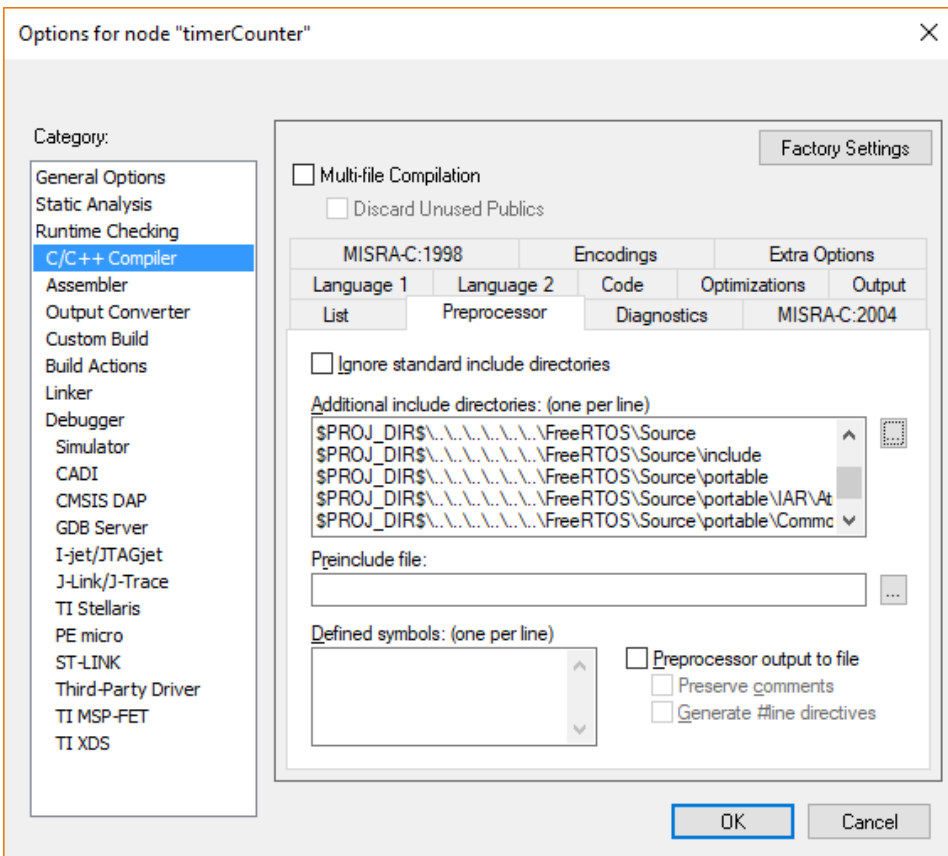 Options for node "timerCounter"
Category:
General Options
Static Analysis
Runtime Checking
C/C++ Compiler
Assembler
Output Converter
Custom Build
Build Actions
Linker
Debugger
Simulator
CADI
CMSIS DAP
GDB Server
I-jet/JTAGjet
J-Link/J-Trace
TI Stellaris
PE micro
ST-LINK
Third-Party Driver
TI MSP-FET
TI XDS
Factory Settings
Multi-file Compilation
Discard Unused Publics
MISRA-C:1998 Encodings Extra Options
Language 1 Language 2 Code Optimizations Output
List Preprocessor Diagnostics MISRA-C:2004
Ignore standard include directories
Additional include directories: (one per line)
$PROJ_DIR$\..\..\..\..\..\..\FreeRTOS\Source
$PROJ_DIR$\..\..\..\..\..\..\FreeRTOS\Source\include
$PROJ_DIR$\..\..\..\..\..\..\FreeRTOS\Source\portable
$PROJ_DIR$\..\..\..\..\..\..\FreeRTOS\Source\portable\IAR\At
$PROJ_DIR$\..\..\..\..\..\..\FreeRTOS\Source\portable\Commo
...
Preinclude file:
...
Defined symbols: (one per line)
Preprocessor output to file
Preserve comments
Generate #line directives
OK Cancel